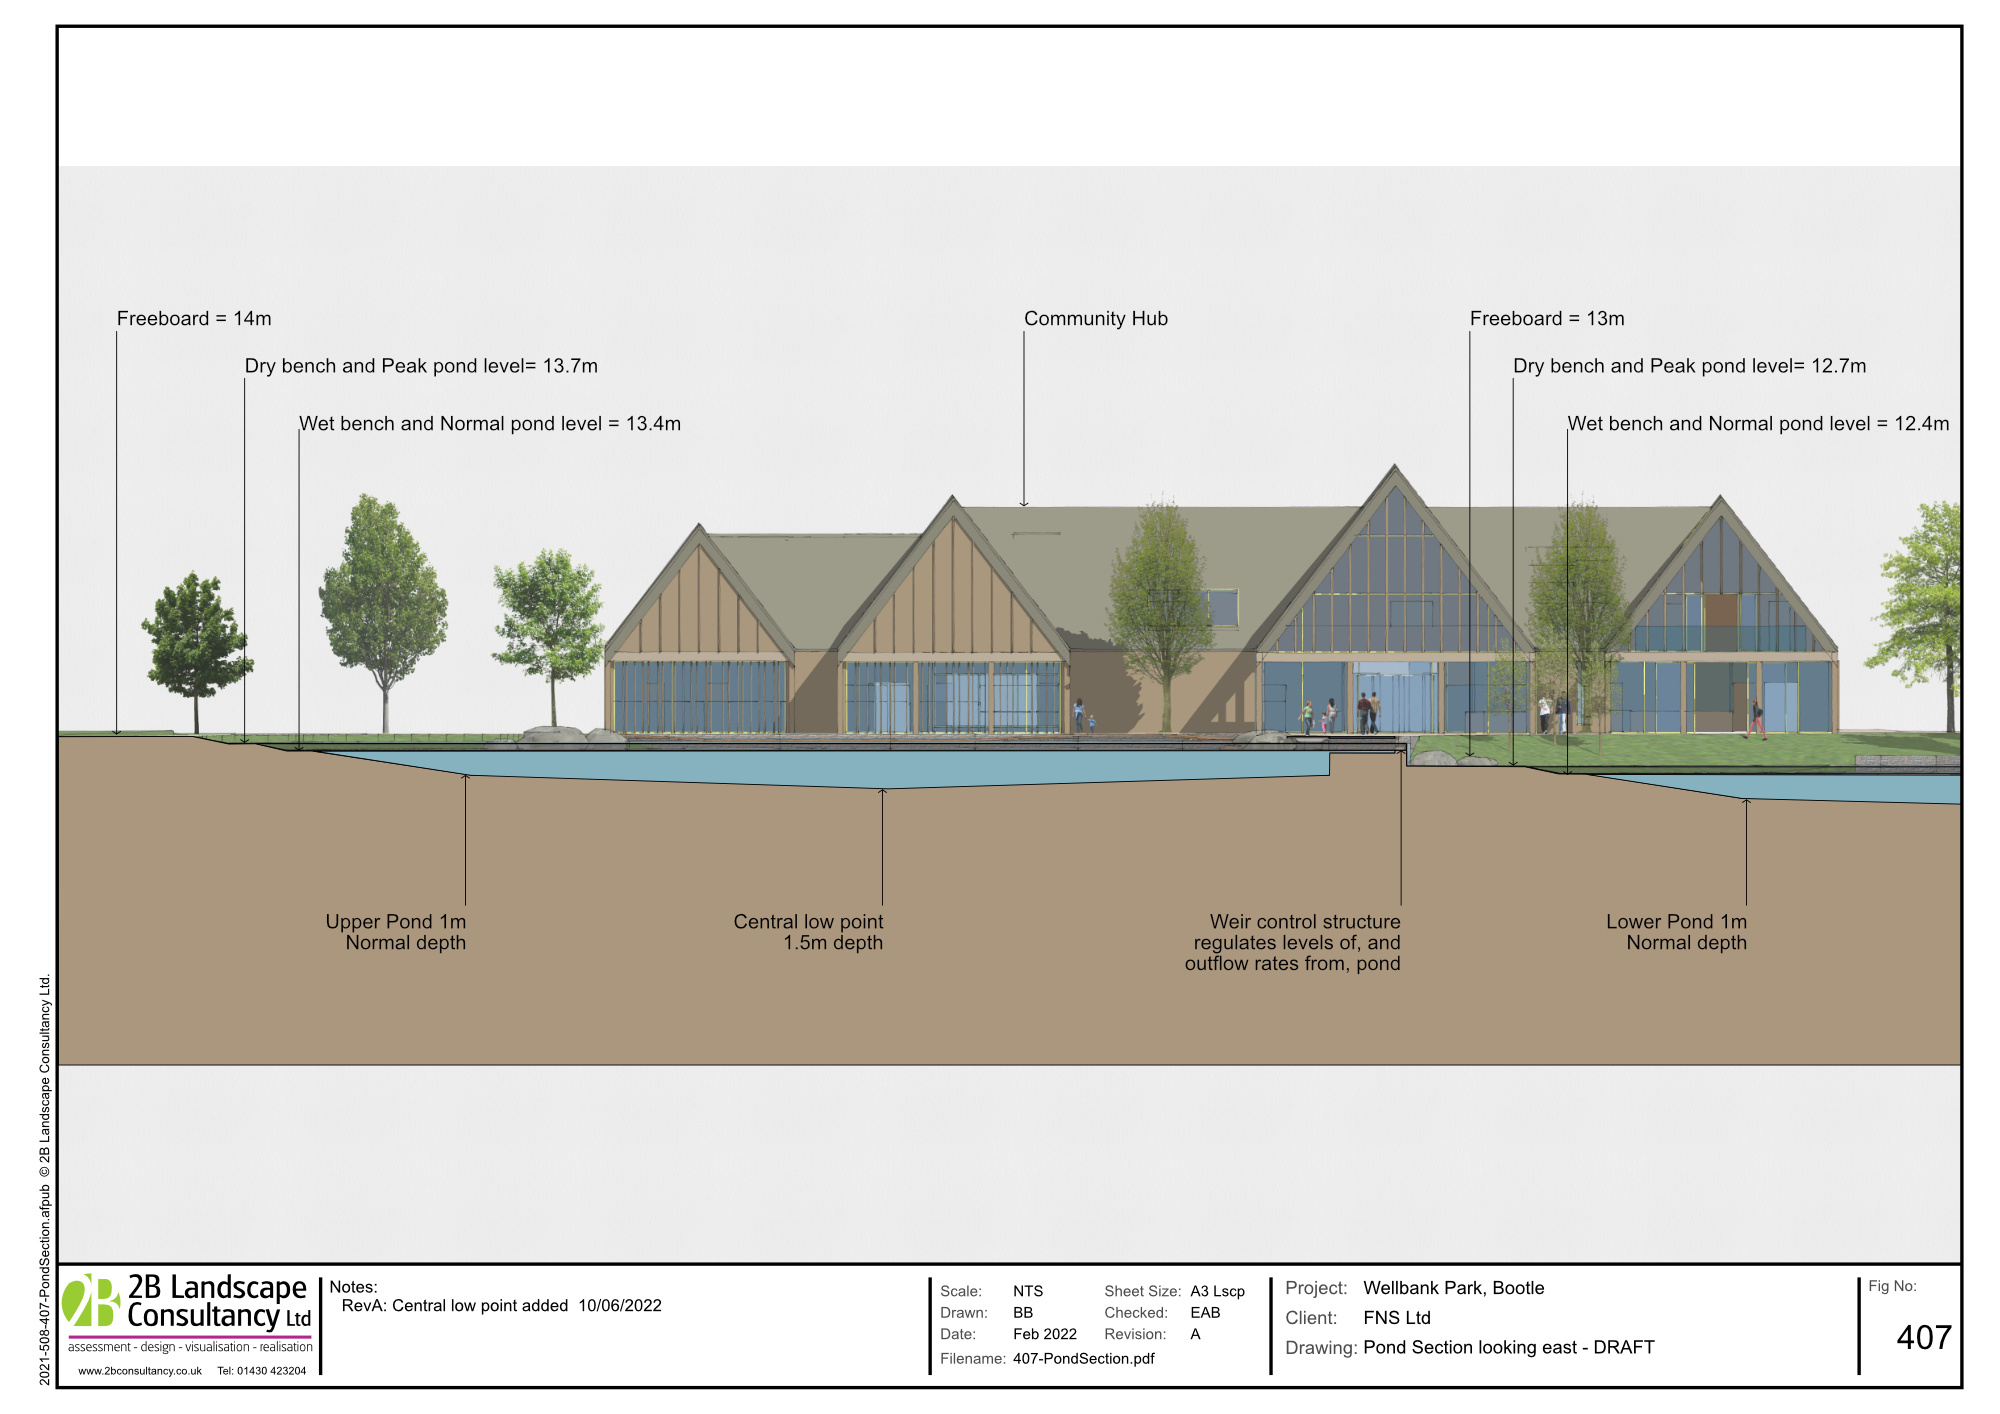 Freeboard = 14m
Community Hub
Freeboard = 13m
Dry bench and Peak pond level= 13.7m
Dry bench and Peak pond level= 12.7m
Wet bench and Normal pond level = 13.4m
Wet bench and Normal pond level = 12.4m
Upper Pond 1m
Normal depth
Central low point
1.5m depth
Weir control structure
regulates levels of, and
outflow rates from, pond
Lower Pond 1m
Normal depth
2021-508-407-PondSection.afpub © 2B Landscape Consultancy Ltd.
2B
2B Landscape
Consultancy Ltd
assessment - design - visualisation - realisation
www.2bconsultancy.co.uk Tel: 01430 423204
Notes:
RevA: Central low point added 10/06/2022
Scale: NTS Sheet Size: A3 Lscp
Drawn: BB Checked: EAB
Date: Feb 2022 Revision: A
Filename: 407-PondSection.pdf
Project: Wellbank Park, Bootle
Client: FNS Ltd
Drawing: Pond Section looking east - DRAFT
Fig No:
407